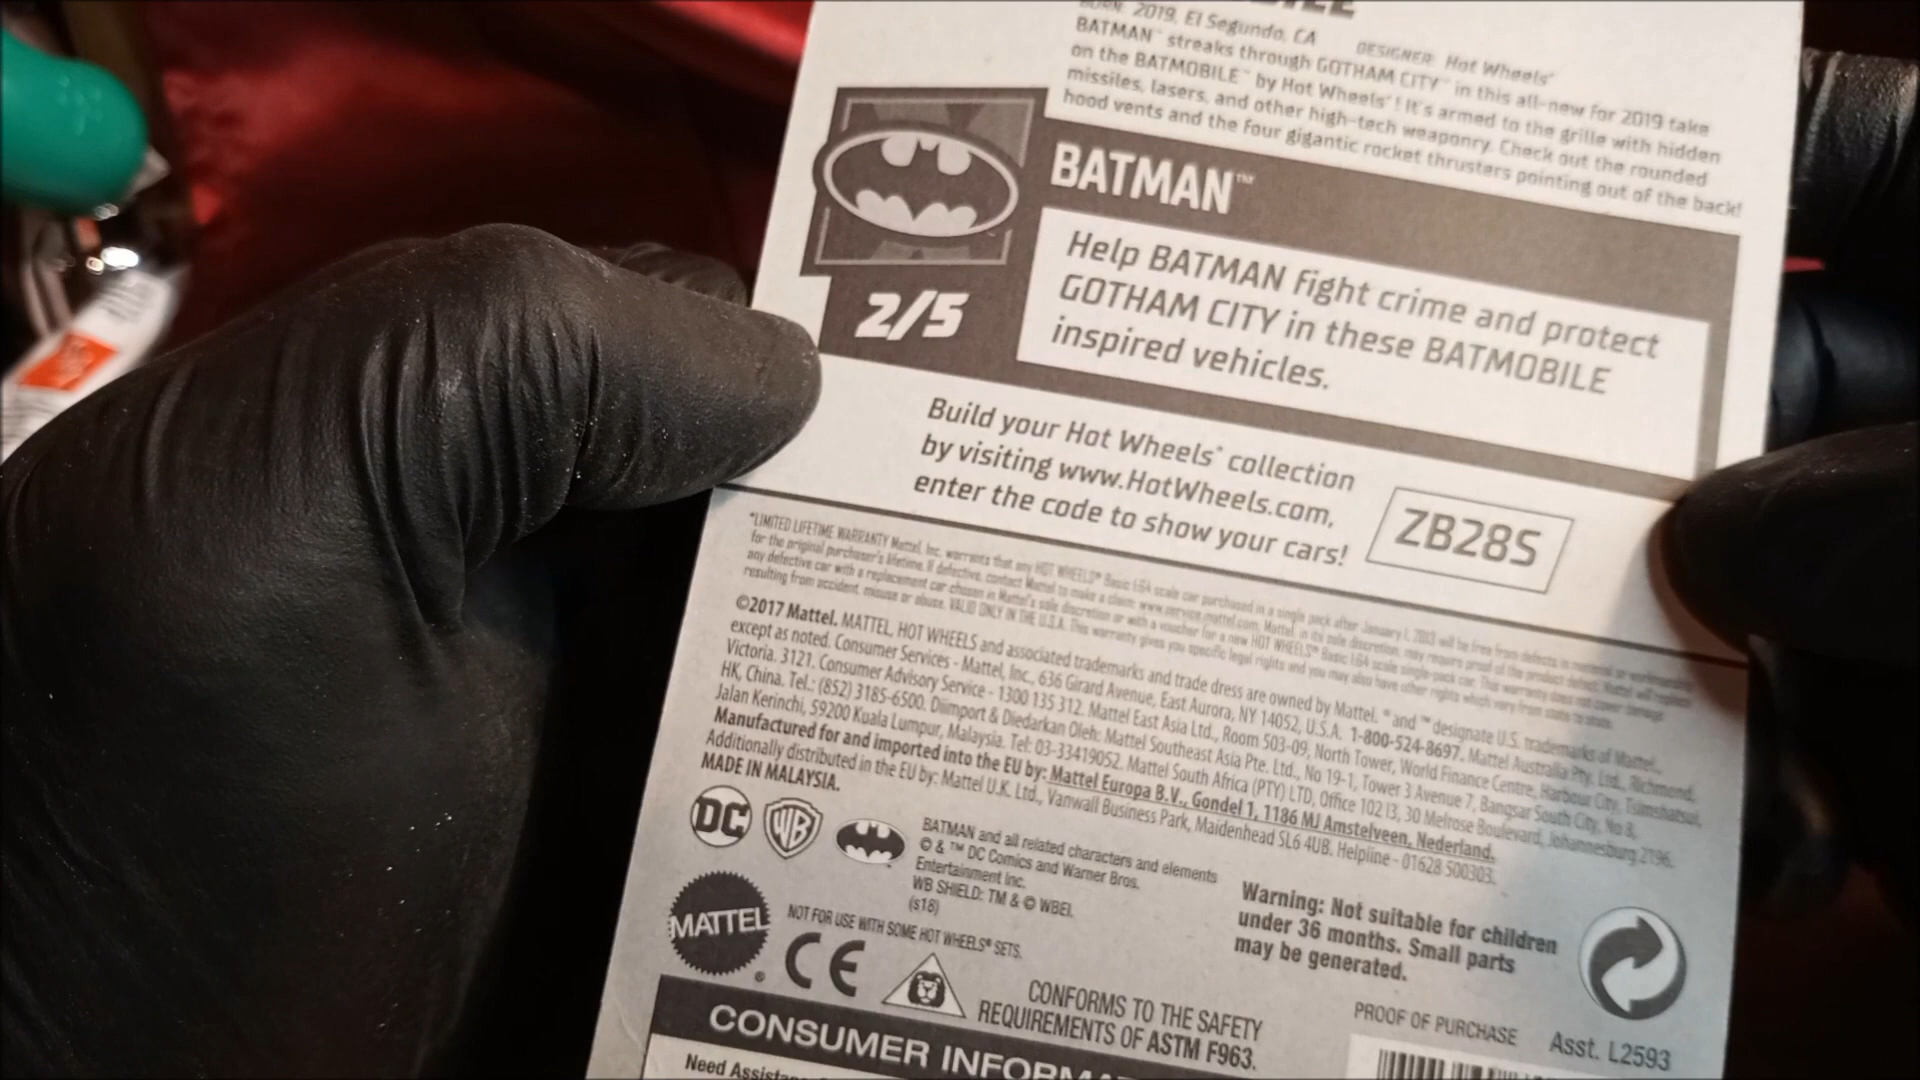 BORN: 2019, El Segundo, CA DESIGNER: Hot Wheels®
BATMAN™ streaks through GOTHAM CITY™ in this all-new for 2019 take
on the BATMOBILE™ by Hot Wheels®! It's armed to the grille with hidden
missiles, lasers, and other high-tech weaponry. Check out the rounded
hood vents and the four gigantic rocket thrusters pointing out of the back!
BATMAN™
2/5
Help BATMAN fight crime and protect
GOTHAM CITY in these BATMOBILE
inspired vehicles.
Build your Hot Wheels® collection
by visiting www.HotWheels.com,
enter the code to show your cars!
ZB28S
*LIMITED LIFETIME WARRANTY Mattel, Inc. warrants that any HOT WHEELS® Basic 1:64 scale car purchased in a single pack after January 1, 2013 will be free from defects in material or workmanship
for the original purchaser's lifetime. If defective, contact Mattel to make a claim: www.service.mattel.com. Mattel, in its sole discretion, may require proof of the product defect. Mattel will replace
any defective car with a replacement car chosen in Mattel's sole discretion or with a voucher for a new HOT WHEELS® Basic 1:64 scale single-pack car. This warranty does not cover damage
resulting from accident, misuse or abuse. VALID ONLY IN THE U.S.A. This warranty gives you specific legal rights and you may also have other rights which vary from state to state.
©2017 Mattel. MATTEL, HOT WHEELS and associated trademarks and trade dress are owned by Mattel. ® and ™ designate U.S. trademarks of Mattel,
except as noted. Consumer Services - Mattel, Inc., 636 Girard Avenue, East Aurora, NY 14052, U.S.A. 1-800-524-8697. Mattel Australia Pty. Ltd., Richmond,
Victoria. 3121. Consumer Advisory Service - 1300 135 312. Mattel East Asia Ltd., Room 503-09, North Tower, World Finance Centre, Harbour City, Tsimshatsui,
HK, China. Tel.: (852) 3185-6500. Diimport & Diedarkan Oleh: Mattel Southeast Asia Pte. Ltd., No 19-1, Tower 3 Avenue 7, Bangsar South City, No 8,
Jalan Kerinchi, 59200 Kuala Lumpur, Malaysia. Tel: 03-33419052. Mattel South Africa (PTY) LTD, Office 102 I3, 30 Melrose Boulevard, Johannesburg 2196.
Manufactured for and imported into the EU by: Mattel Europa B.V., Gondel 1, 1186 MJ Amstelveen, Nederland.
Additionally distributed in the EU by: Mattel U.K. Ltd., Vanwall Business Park, Maidenhead SL6 4UB. Helpline - 01628 500303.
MADE IN MALAYSIA.
DC
WB
BATMAN and all related characters and elements
© & ™ DC Comics and Warner Bros.
Entertainment Inc.
WB SHIELD: TM & © WBEI.
(s18)
MATTEL®
NOT FOR USE WITH SOME HOT WHEELS® SETS.
CE
Warning: Not suitable for children
under 36 months. Small parts
may be generated.
CONFORMS TO THE SAFETY
REQUIREMENTS OF ASTM F963.
PROOF OF PURCHASE
Asst. L2593
CONSUMER
Need